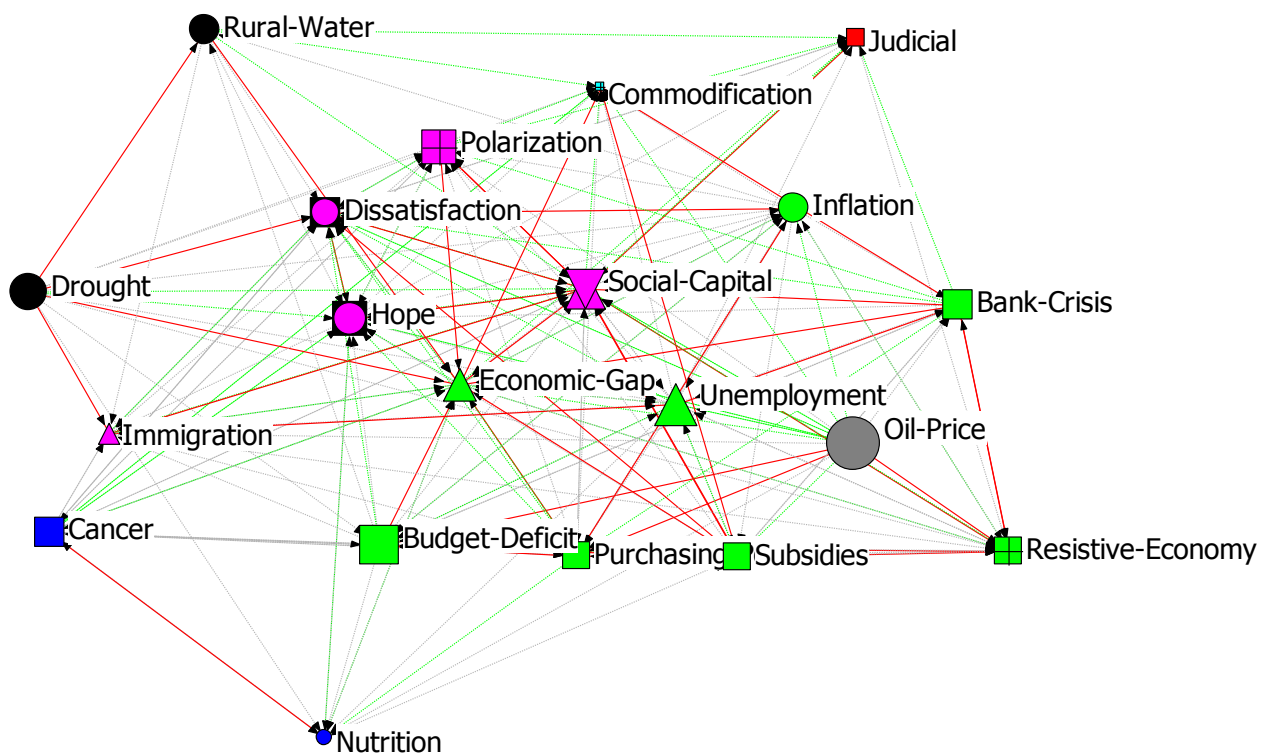 Rural-Water
Judicial
Commodification
Polarization
Dissatisfaction
Inflation
Drought
Social-Capital
Hope
Bank-Crisis
Economic-Gap
Unemployment
Immigration
Oil-Price
Cancer
Budget-Deficit
Purchasing
Subsidies
Resistive-Economy
Nutrition